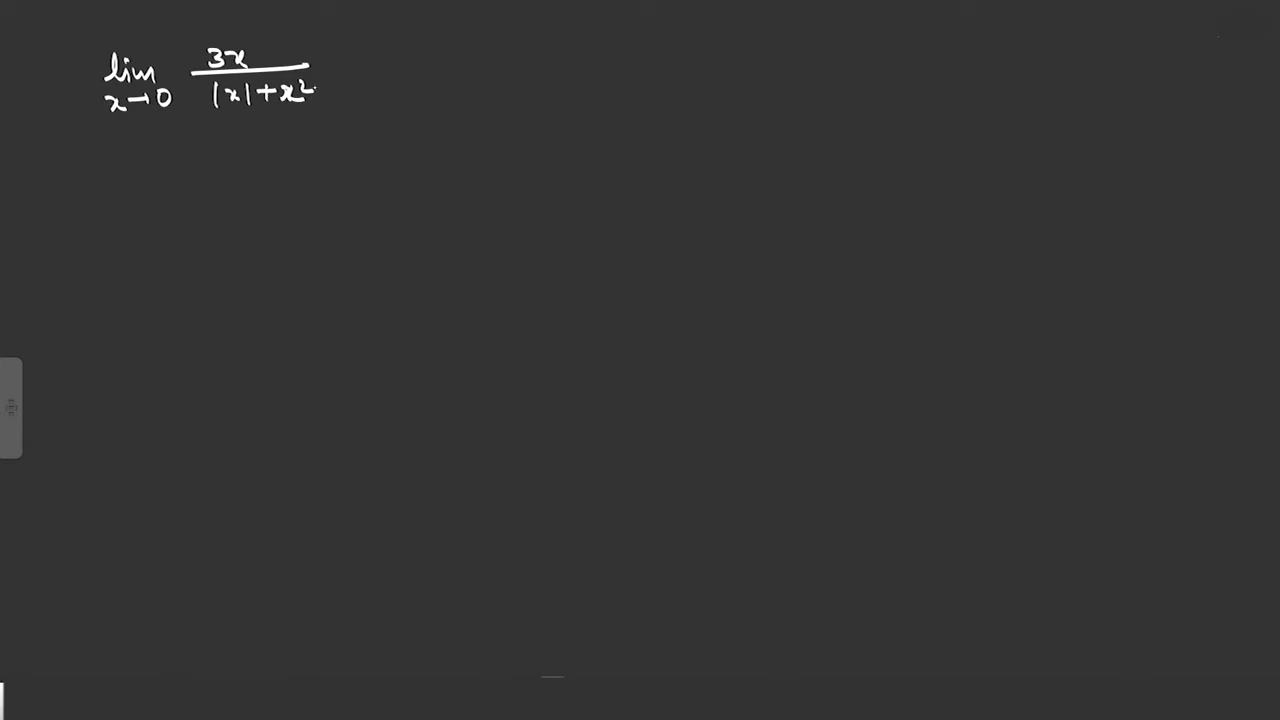 lim x→0 3x / |x| + x²